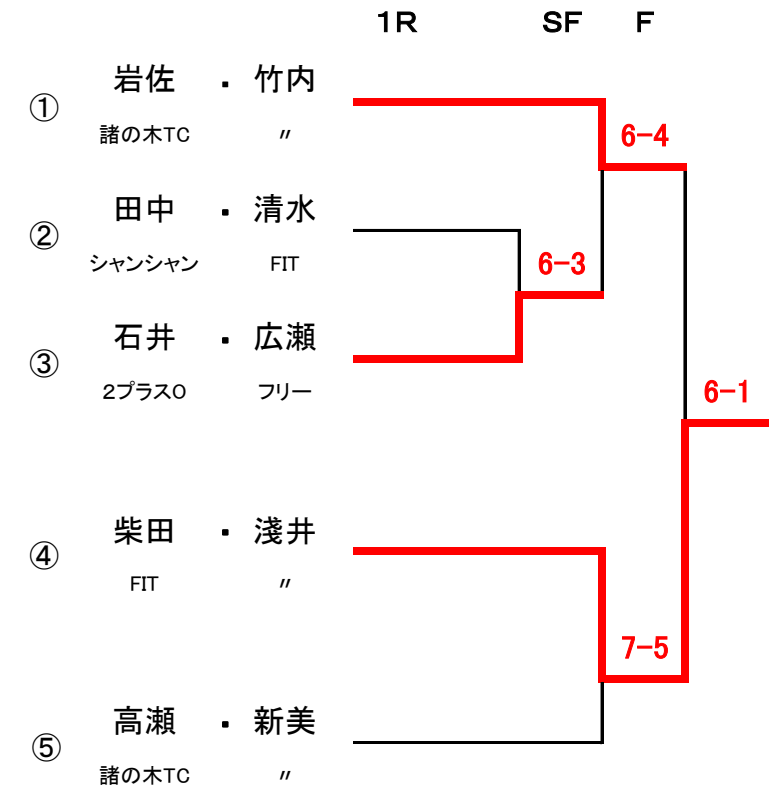 1R SF F
① 岩佐 ・ 竹内
諸の木TC 〃
6-4
② 田中 ・ 清水
シャンシャン FIT
6-3
③ 石井 ・ 広瀬
2プラスO フリー
6-1
④ 柴田 ・ 淺井
FIT 〃
7-5
⑤ 高瀬 ・ 新美
諸の木TC 〃